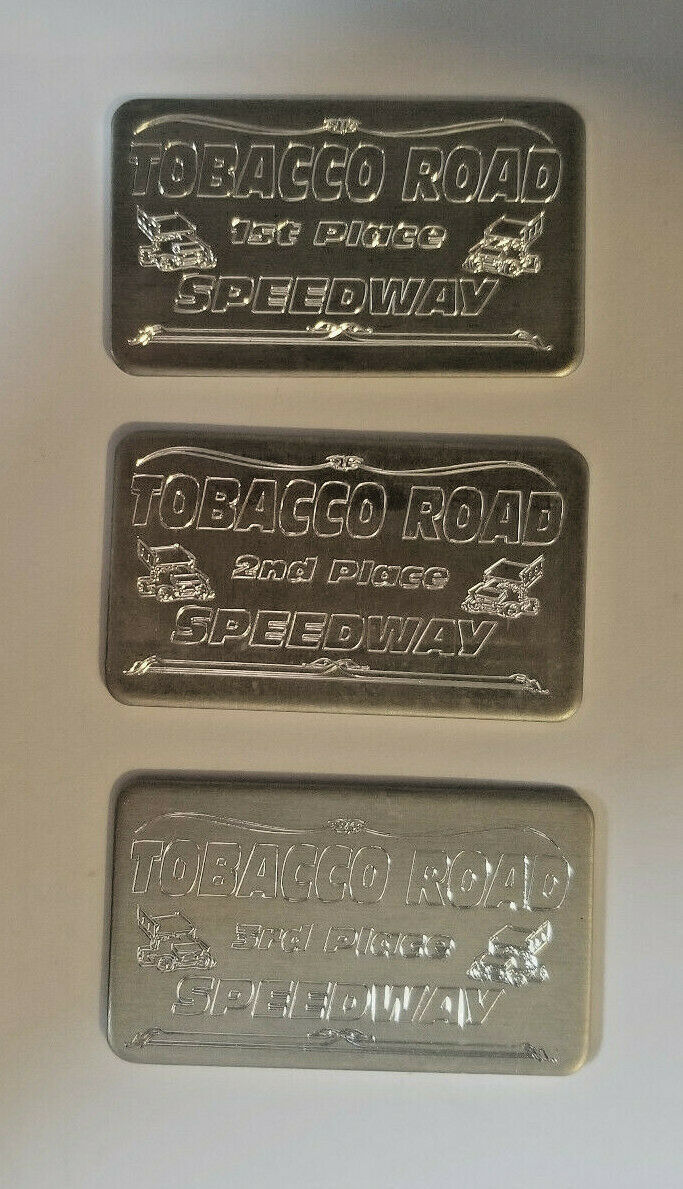 TOBACCO ROAD
1st Place
SPEEDWAY
TOBACCO ROAD
2nd Place
SPEEDWAY
TOBACCO ROAD
3rd Place
SPEEDWAY